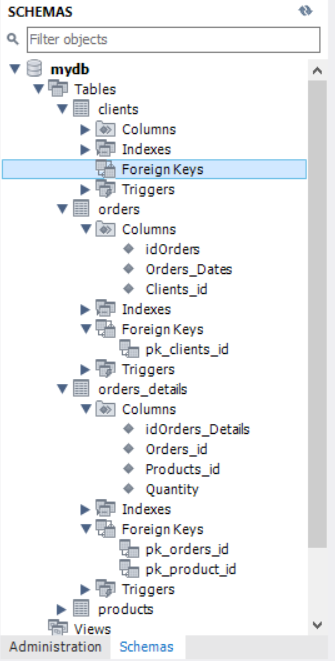 SCHEMAS
Filter objects
mydb
Tables
clients
Columns
Indexes
Foreign Keys
Triggers
orders
Columns
idOrders
Orders_Dates
Clients_id
Indexes
Foreign Keys
pk_clients_id
Triggers
orders_details
Columns
idOrders_Details
Orders_id
Products_id
Quantity
Indexes
Foreign Keys
pk_orders_id
pk_product_id
Triggers
products
Views
Administration Schemas